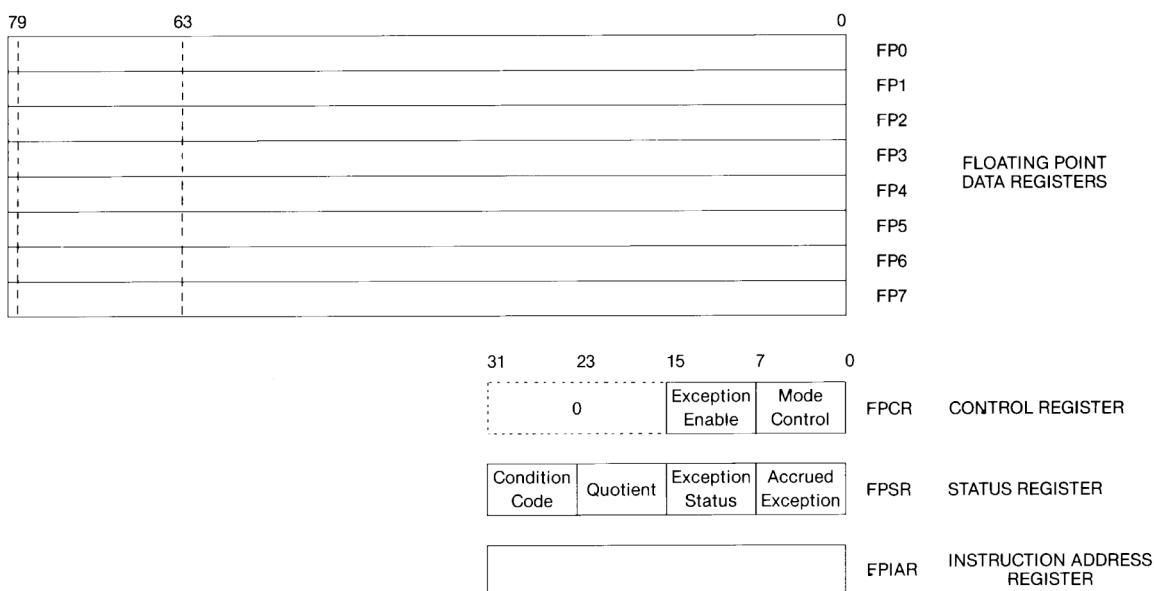 79 63 0
FP0
FP1
FP2
FP3
FP4
FP5
FP6
FP7
FLOATING POINT
DATA REGISTERS
31 23 15 7 0
0
Exception
Enable
Mode
Control
FPCR
CONTROL REGISTER
Condition
Code
Quotient
Exception
Status
Accrued
Exception
FPSR
STATUS REGISTER
FPIAR
INSTRUCTION ADDRESS
REGISTER